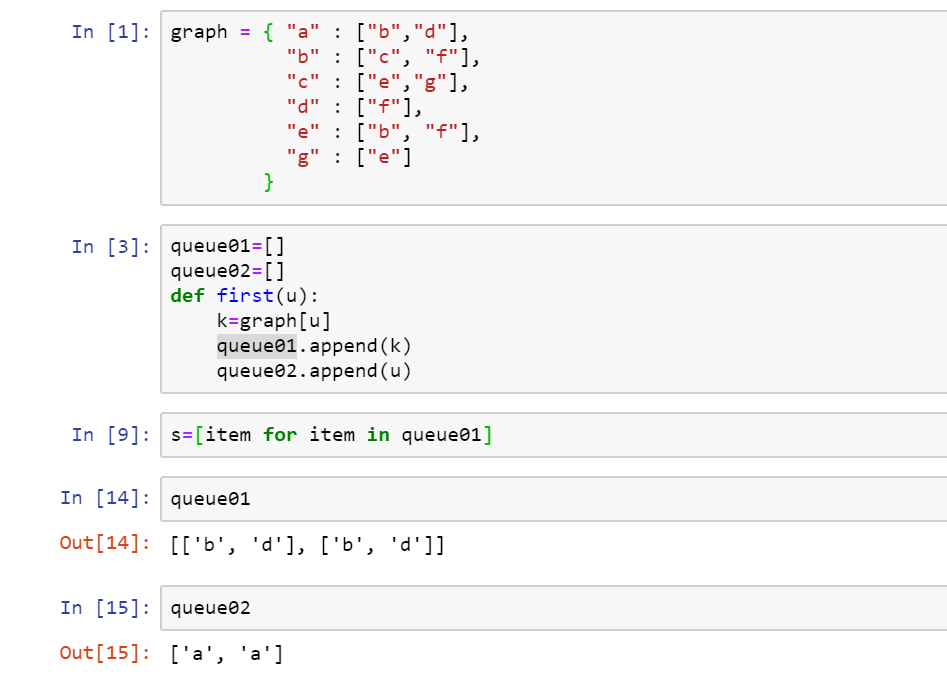 In [1]: graph = { "a" : ["b","d"],
"b" : ["c", "f"],
"c" : ["e","g"],
"d" : ["f"],
"e" : ["b", "f"],
"g" : ["e"]
}
In [3]: queue01=[]
queue02=[]
def first(u):
k=graph[u]
queue01.append(k)
queue02.append(u)
In [9]: s=[item for item in queue01]
In [14]: queue01
Out[14]: [['b', 'd'], ['b', 'd']]
In [15]: queue02
Out[15]: ['a', 'a']